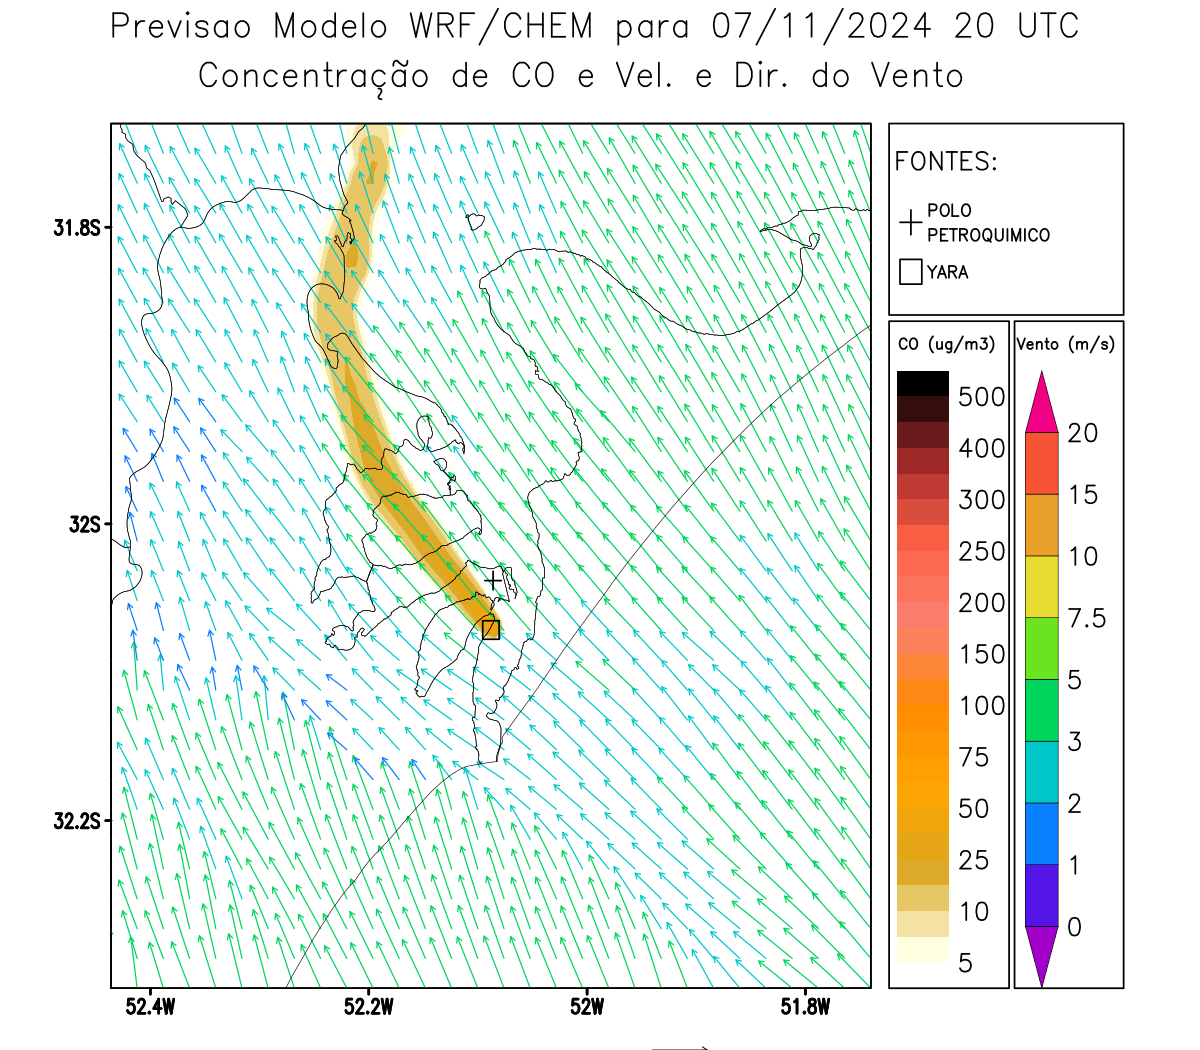 Previsao Modelo WRF/CHEM para 07/11/2024 20 UTC
Concentração de CO e Vel. e Dir. do Vento
FONTES:
POLO
PETROQUIMICO
YARA
CO (ug/m3)
500
400
300
250
200
150
100
75
50
25
10
5
Vento (m/s)
20
15
10
7.5
5
3
2
1
0
31.8S
32S
32.2S
52.4W
52.2W
52W
51.8W